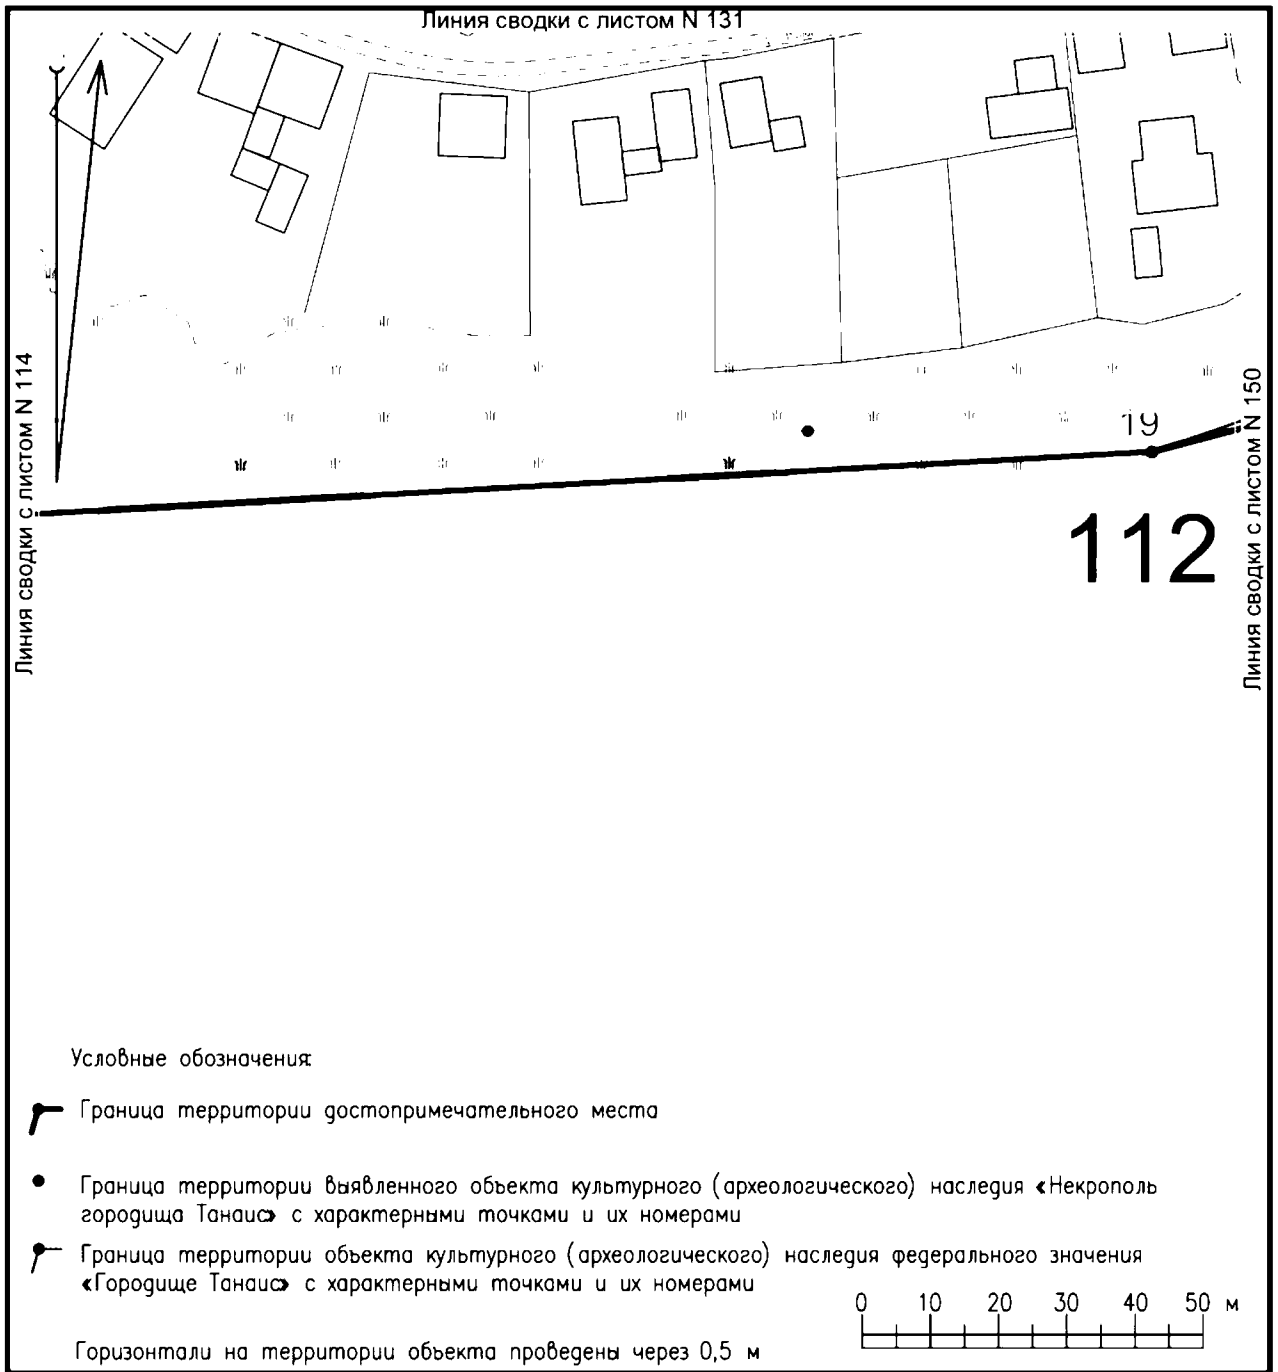 Линия сводки с листом N 131
Линия сводки с листом N 114
19
Линия сводки с листом N 150
112
Условные обозначения:
Граница территории достопримечательного места
Граница территории выявленного объекта культурного (археологического) наследия «Некрополь
городища Танаис» с характерными точками и их номерами
Граница территории объекта культурного (археологического) наследия федерального значения
«Городище Танаис» с характерными точками и их номерами
0 10 20 30 40 50 м
Горизонтали на территории объекта проведены через 0,5 м